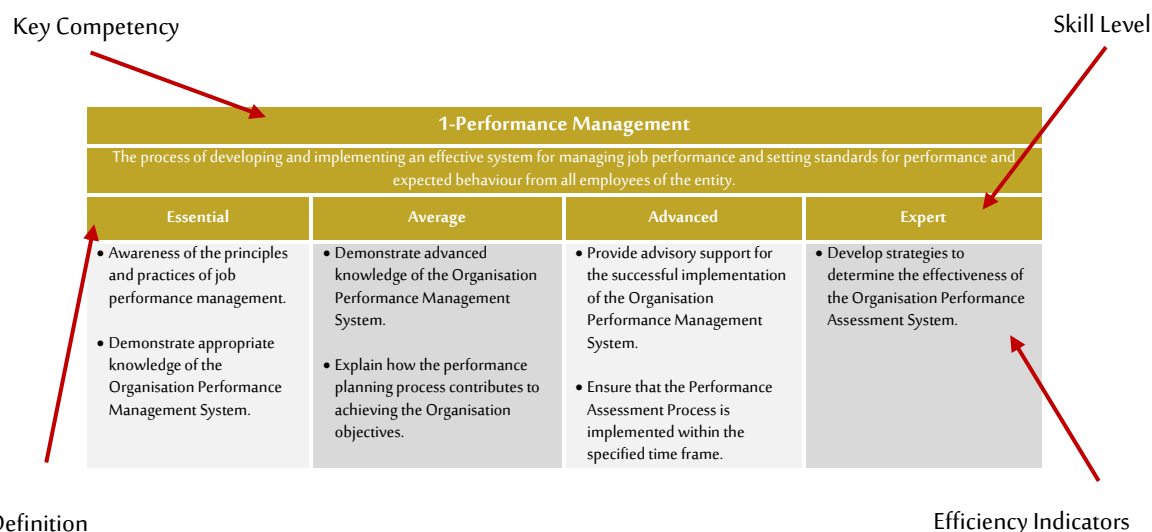 Key Competency
Skill Level
1-Performance Management
The process of developing and implementing an effective system for managing job performance and setting standards for performance and
expected behaviour from all employees of the entity.
Essential
Average
Advanced
Expert
• Awareness of the principles
and practices of job
performance management.
• Demonstrate appropriate
knowledge of the
Organisation Performance
Management System.
• Demonstrate advanced
knowledge of the Organisation
Performance Management
System.
• Explain how the performance
planning process contributes to
achieving the Organisation
objectives.
• Provide advisory support for
the successful implementation
of the Organisation
Performance Management
System.
• Ensure that the Performance
Assessment Process is
implemented within the
specified time frame.
• Develop strategies to
determine the effectiveness of
the Organisation Performance
Assessment System.
Definition
Efficiency Indicators